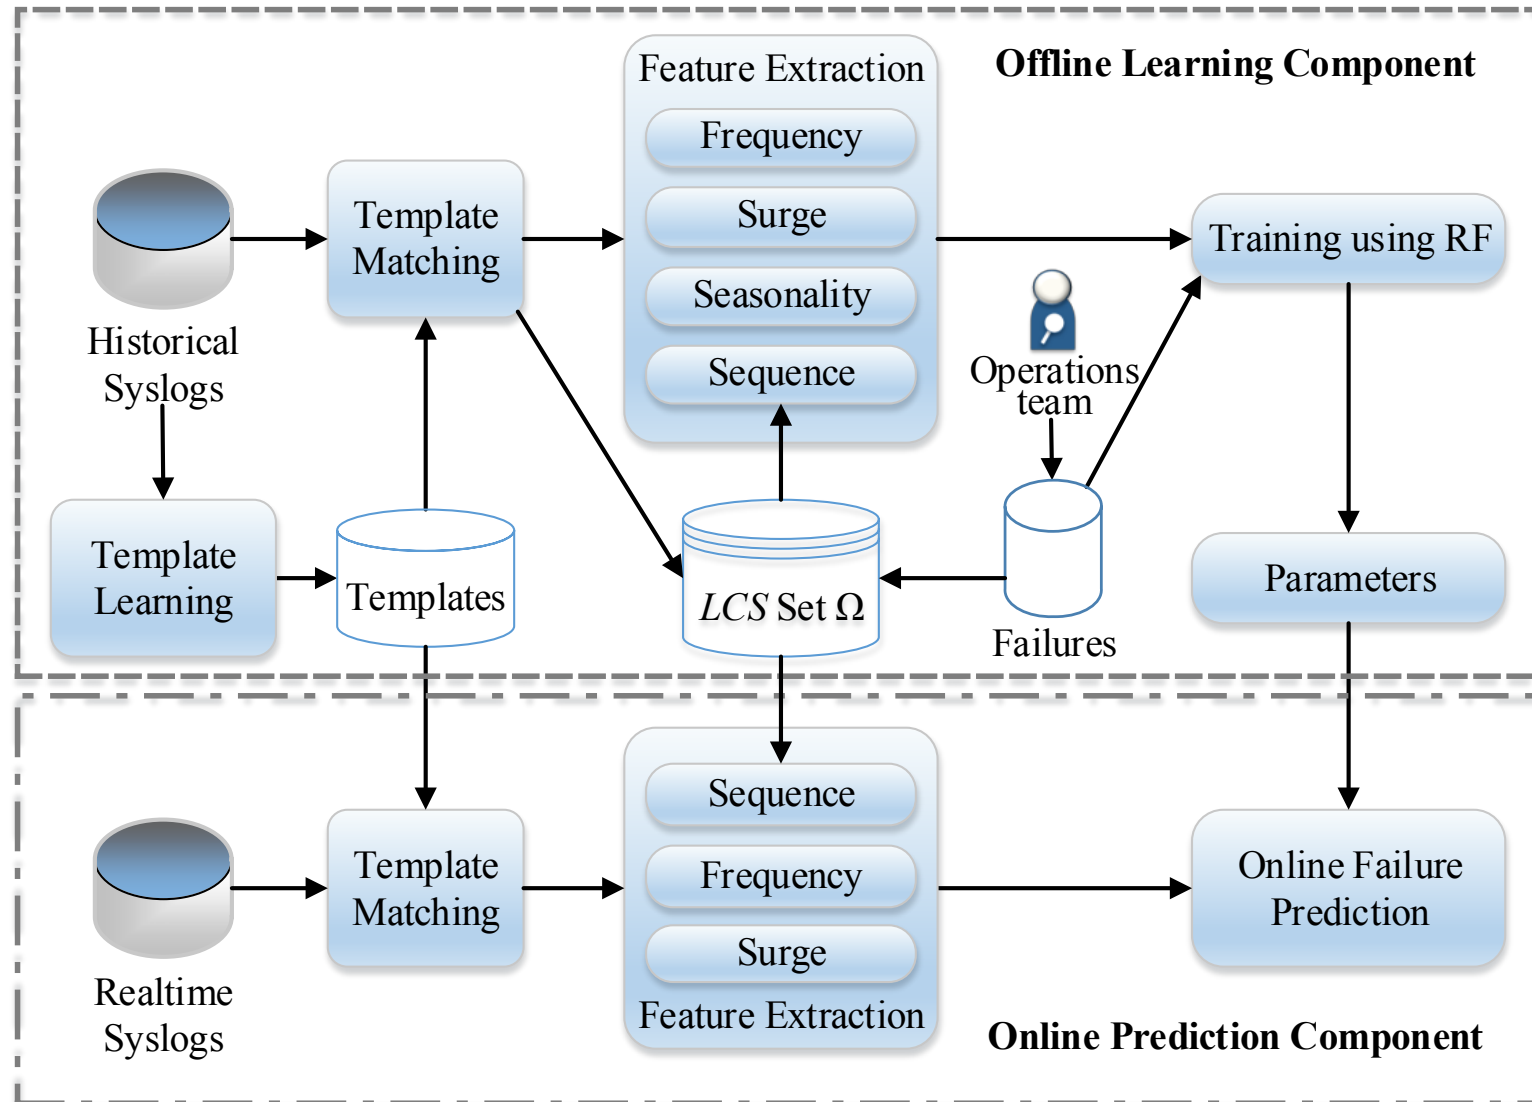 Offline Learning Component
Feature Extraction
Frequency
Surge
Seasonality
Sequence
Template
Matching
Training using RF
Historical
Syslogs
Operations
team
Template
Learning
Templates
LCS Set Ω
Failures
Parameters
Sequence
Frequency
Surge
Feature Extraction
Template
Matching
Online Failure
Prediction
Realtime
Syslogs
Online Prediction Component